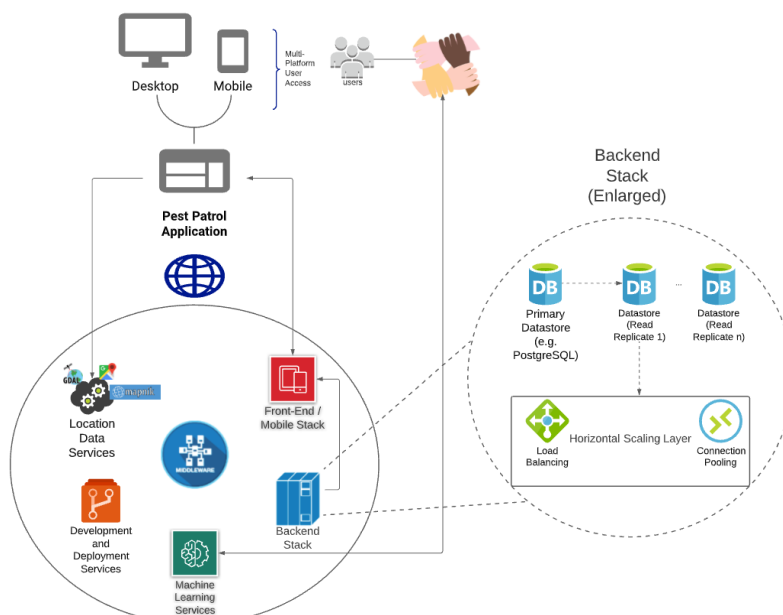 Desktop
Mobile
Multi-
Platform
User
Access
users
Pest Patrol
Application
Backend
Stack
(Enlarged)
DB
DB
DB
...
Primary
Datastore
(e.g.
PostgreSQL)
Datastore
(Read
Replicate 1)
Datastore
(Read
Replicate n)
Horizontal Scaling Layer
Load
Balancing
Connection
Pooling
GDAL
mapnik
Location
Data
Services
Front-End /
Mobile Stack
MIDDLEWARE
Development
and
Deployment
Services
Backend
Stack
Machine
Learning
Services